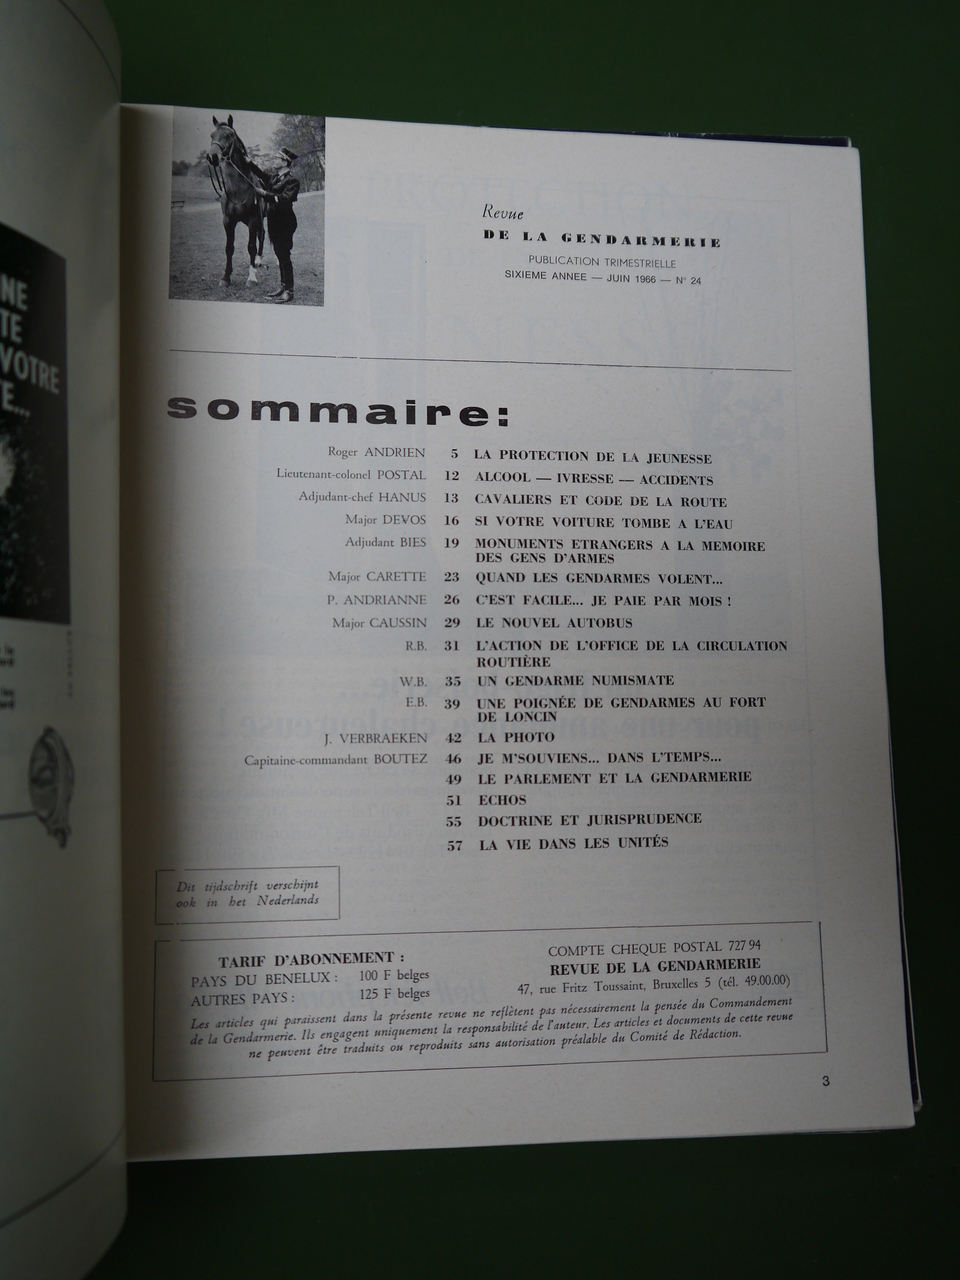 NE
TE
VOTRE
E...
Revue
DE LA GENDARMERIE
PUBLICATION TRIMESTRIELLE
SIXIEME ANNEE — JUIN 1966 — N° 24
sommaire:
Roger ANDRIEN 5 LA PROTECTION DE LA JEUNESSE
Lieutenant-colonel POSTAL 12 ALCOOL — IVRESSE — ACCIDENTS
Adjudant-chef HANUS 13 CAVALIERS ET CODE DE LA ROUTE
Major DEVOS 16 SI VOTRE VOITURE TOMBE A L'EAU
Adjudant BIES 19 MONUMENTS ETRANGERS A LA MEMOIRE
DES GENS D'ARMES
Major CARETTE 23 QUAND LES GENDARMES VOLENT...
P. ANDRIANNE 26 C'EST FACILE... JE PAIE PAR MOIS !
Major CAUSSIN 29 LE NOUVEL AUTOBUS
R.B. 31 L'ACTION DE L'OFFICE DE LA CIRCULATION
ROUTIÈRE
W.B. 35 UN GENDARME NUMISMATE
E.B. 39 UNE POIGNÉE DE GENDARMES AU FORT
DE LONCIN
J. VERBRAEKEN 42 LA PHOTO
Capitaine-commandant BOUTEZ 46 JE M'SOUVIENS... DANS L'TEMPS...
49 LE PARLEMENT ET LA GENDARMERIE
51 ECHOS
55 DOCTRINE ET JURISPRUDENCE
57 LA VIE DANS LES UNITÉS
Dit tijdschrift verschijnt
ook in het Nederlands
TARIF D'ABONNEMENT :
PAYS DU BENELUX : 100 F belges
AUTRES PAYS : 125 F belges
COMPTE CHEQUE POSTAL 727 94
REVUE DE LA GENDARMERIE
47, rue Fritz Toussaint, Bruxelles 5 (tél. 49.00.00)
Les articles qui paraissent dans la présente revue ne reflètent pas nécessairement la pensée du Commandement
de la Gendarmerie. Ils engagent uniquement la responsabilité de l'auteur. Les articles et documents de cette revue
ne peuvent être traduits ou reproduits sans autorisation préalable du Comité de Rédaction.
3